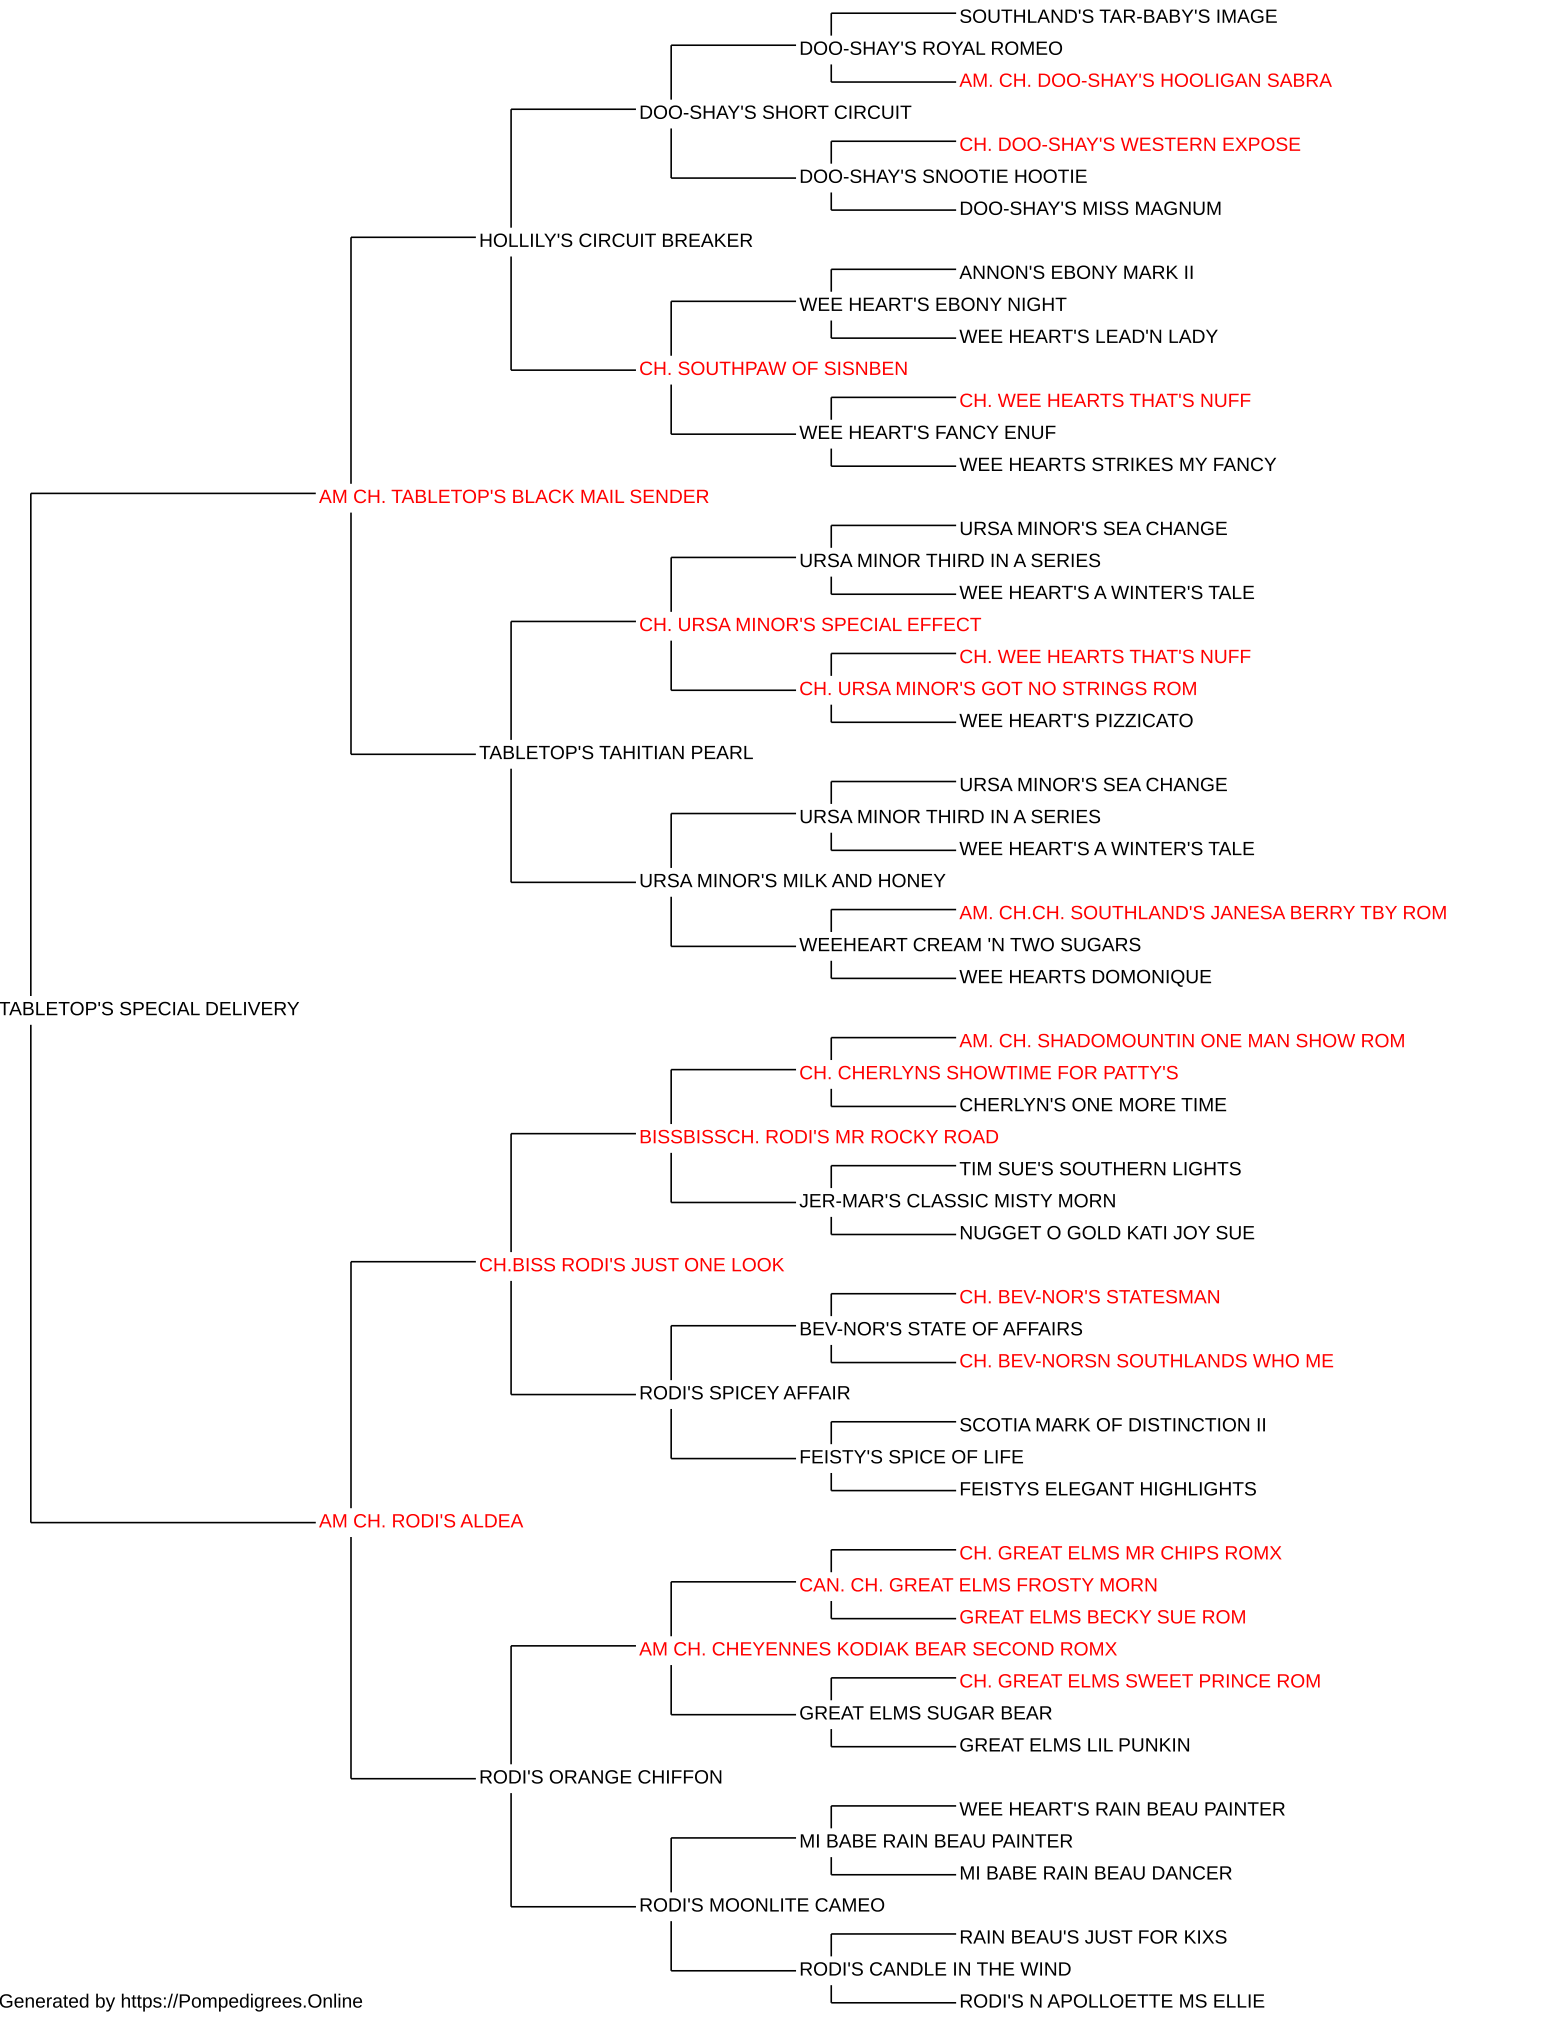 SOUTHLAND'S TAR-BABY'S IMAGE
DOO-SHAY'S ROYAL ROMEO
AM. CH. DOO-SHAY'S HOOLIGAN SABRA
DOO-SHAY'S SHORT CIRCUIT
CH. DOO-SHAY'S WESTERN EXPOSE
DOO-SHAY'S SNOOTIE HOOTIE
DOO-SHAY'S MISS MAGNUM
HOLLILY'S CIRCUIT BREAKER
ANNON'S EBONY MARK II
WEE HEART'S EBONY NIGHT
WEE HEART'S LEAD'N LADY
CH. SOUTHPAW OF SISNBEN
CH. WEE HEARTS THAT'S NUFF
WEE HEART'S FANCY ENUF
WEE HEARTS STRIKES MY FANCY
AM CH. TABLETOP'S BLACK MAIL SENDER
URSA MINOR'S SEA CHANGE
URSA MINOR THIRD IN A SERIES
WEE HEART'S A WINTER'S TALE
CH. URSA MINOR'S SPECIAL EFFECT
CH. WEE HEARTS THAT'S NUFF
CH. URSA MINOR'S GOT NO STRINGS ROM
WEE HEART'S PIZZICATO
TABLETOP'S TAHITIAN PEARL
URSA MINOR'S SEA CHANGE
URSA MINOR THIRD IN A SERIES
WEE HEART'S A WINTER'S TALE
URSA MINOR'S MILK AND HONEY
AM. CH.CH. SOUTHLAND'S JANESA BERRY TBY ROM
WEEHEART CREAM 'N TWO SUGARS
WEE HEARTS DOMONIQUE
TABLETOP'S SPECIAL DELIVERY
AM. CH. SHADOMOUNTIN ONE MAN SHOW ROM
CH. CHERLYNS SHOWTIME FOR PATTY'S
CHERLYN'S ONE MORE TIME
BISSBISSCH. RODI'S MR ROCKY ROAD
TIM SUE'S SOUTHERN LIGHTS
JER-MAR'S CLASSIC MISTY MORN
NUGGET O GOLD KATI JOY SUE
CH.BISS RODI'S JUST ONE LOOK
CH. BEV-NOR'S STATESMAN
BEV-NOR'S STATE OF AFFAIRS
CH. BEV-NORSN SOUTHLANDS WHO ME
RODI'S SPICEY AFFAIR
SCOTIA MARK OF DISTINCTION II
FEISTY'S SPICE OF LIFE
FEISTYS ELEGANT HIGHLIGHTS
AM CH. RODI'S ALDEA
CH. GREAT ELMS MR CHIPS ROMX
CAN. CH. GREAT ELMS FROSTY MORN
GREAT ELMS BECKY SUE ROM
AM CH. CHEYENNES KODIAK BEAR SECOND ROMX
CH. GREAT ELMS SWEET PRINCE ROM
GREAT ELMS SUGAR BEAR
GREAT ELMS LIL PUNKIN
RODI'S ORANGE CHIFFON
WEE HEART'S RAIN BEAU PAINTER
MI BABE RAIN BEAU PAINTER
MI BABE RAIN BEAU DANCER
RODI'S MOONLITE CAMEO
RAIN BEAU'S JUST FOR KIXS
RODI'S CANDLE IN THE WIND
RODI'S N APOLLOETTE MS ELLIE
Generated by https://Pompedigrees.Online